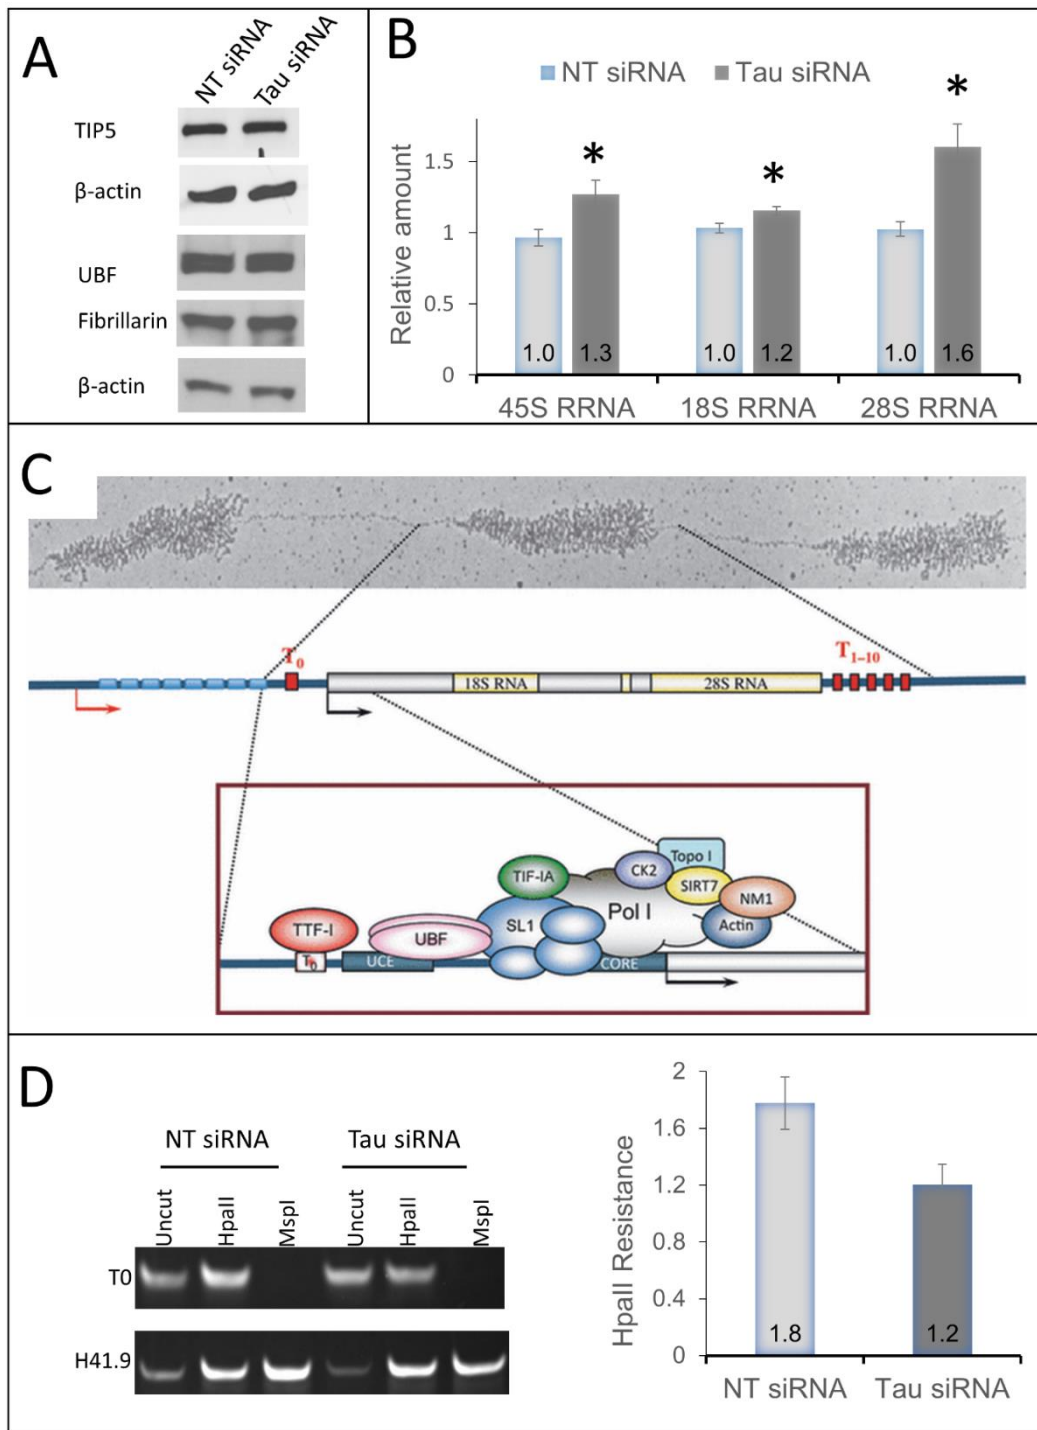 A
NT siRNA
Tau siRNA
TIP5
β-actin
UBF
Fibrillarin
β-actin
B
NT siRNA
Tau siRNA
Relative amount
1.5
1
0.5
0
*
*
*
1.0
1.3
1.0
1.2
1.0
1.6
45S RRNA
18S RRNA
28S RRNA
C
T0
T1–10
18S RNA
28S RNA
TIF-IA
CK2
Topo I
SIRT7
NM1
Pol I
Actin
TTF-I
UBF
SL1
T0
UCE
CORE
D
NT siRNA
Tau siRNA
Uncut
HpaII
MspI
Uncut
HpaII
MspI
T0
H41.9
HpaII Resistance
2
1.6
1.2
0.8
0.4
0
1.8
1.2
NT siRNA
Tau siRNA